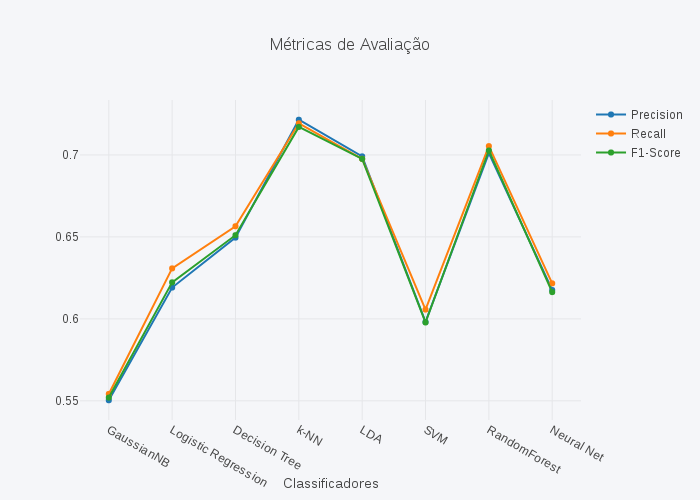 Métricas de Avaliação
Precision
Recall
F1-Score
0.7
0.65
0.6
0.55
GaussianNB
Logistic Regression
Decision Tree
k-NN
LDA
SVM
RandomForest
Neural Net
Classificadores